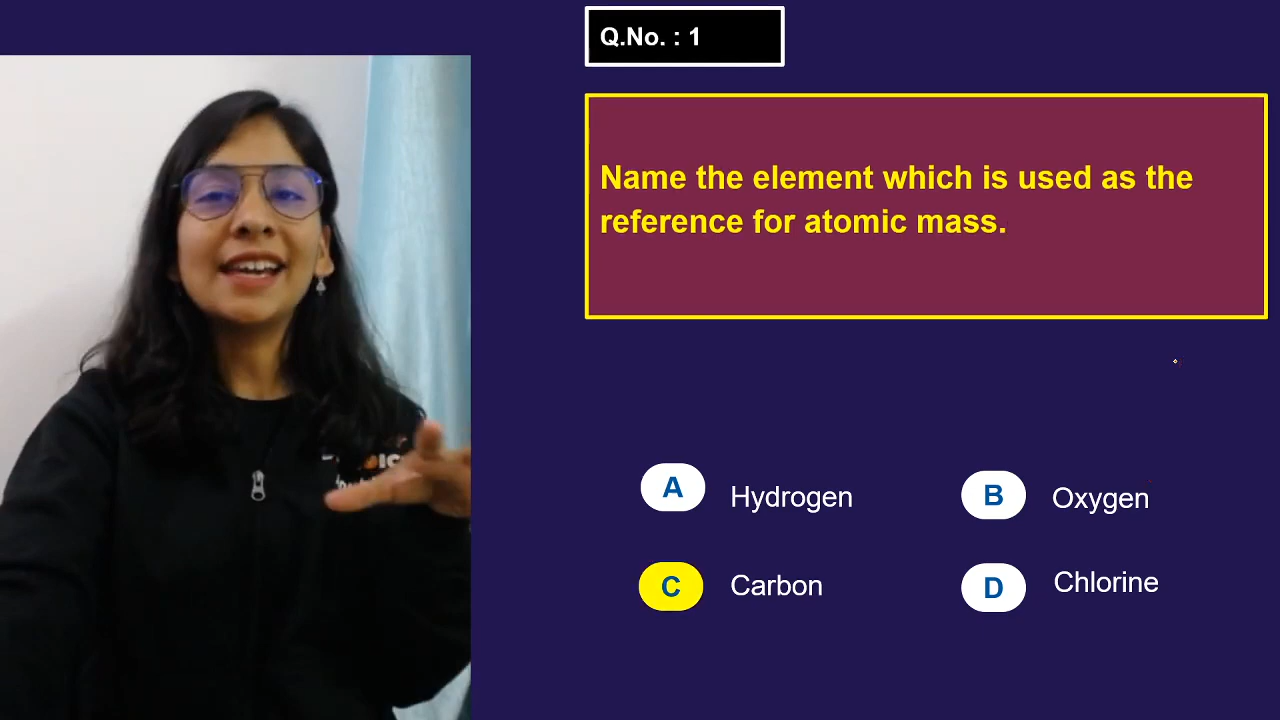 Q.No. : 1
Name the element which is used as the
reference for atomic mass.
A Hydrogen
B Oxygen
C Carbon
D Chlorine